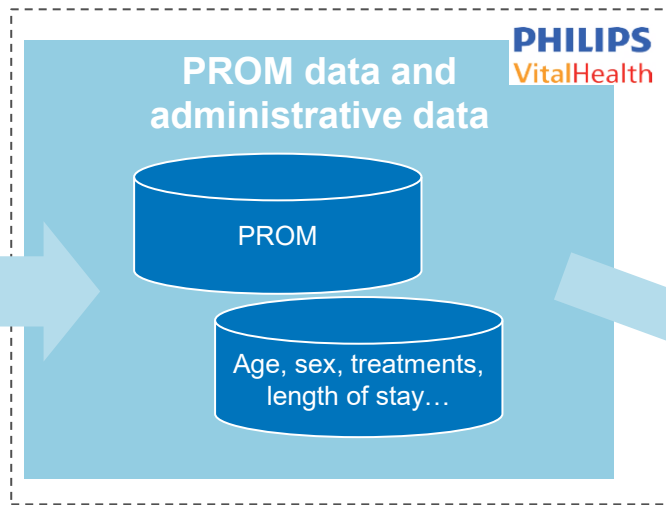 PHILIPS
VitalHealth
PROM data and
administrative data
PROM
Age, sex, treatments,
length of stay…